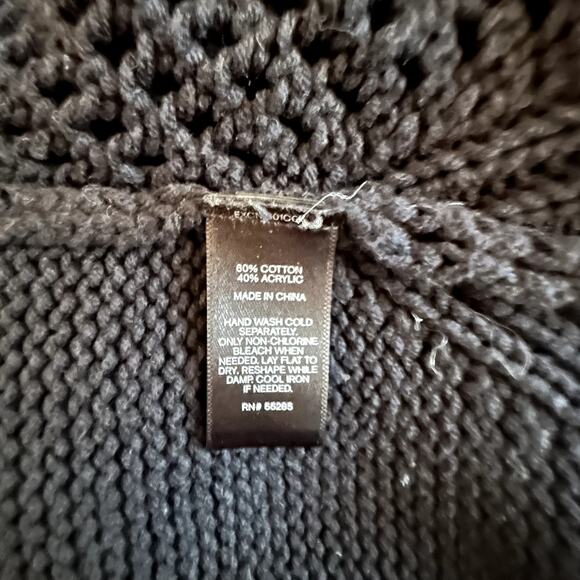 60% COTTON
40% ACRYLIC
MADE IN CHINA
HAND WASH COLD
SEPARATELY.
ONLY NON-CHLORINE
BLEACH WHEN
NEEDED. LAY FLAT TO
DRY. RESHAPE WHILE
DAMP. COOL IRON
IF NEEDED.
RN# 55285